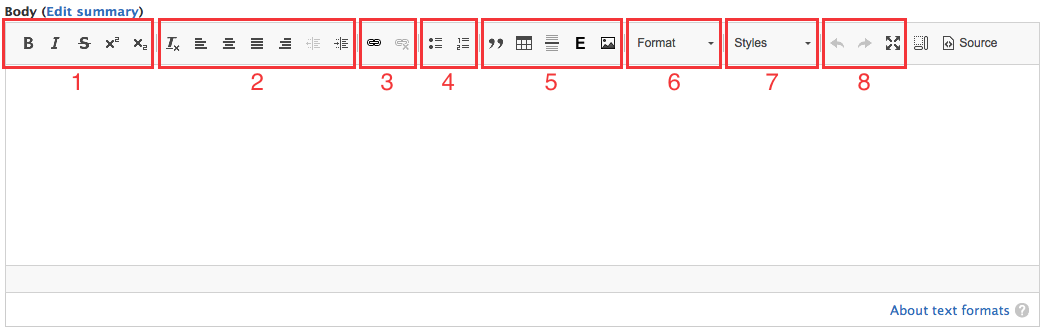 Body (Edit summary)
B I S x² x₂ Tx E Format Styles Source
1 2 3 4 5 6 7 8
About text formats ?